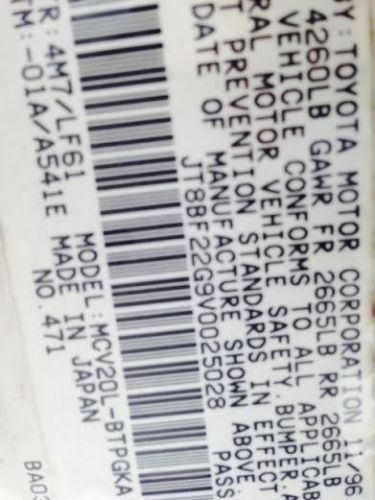 BY:TOYOTA MOTOR CORPORATION 11/96
4260LB GAWR FR 2665LB RR 2665LB
VEHICLE CONFORMS TO ALL APPLICA
RAL MOTOR VEHICLE SAFETY.BUMPER,
T PREVENTION STANDARDS IN EFFECT
DATE OF MANUFACTURE SHOWN ABOVE.
JT8BF22G9V0025028 PASS
MODEL:MCV20L-BTPGKA
R:4M7/LF61 MADE IN JAPAN
TM:-01A/A541E NO.471